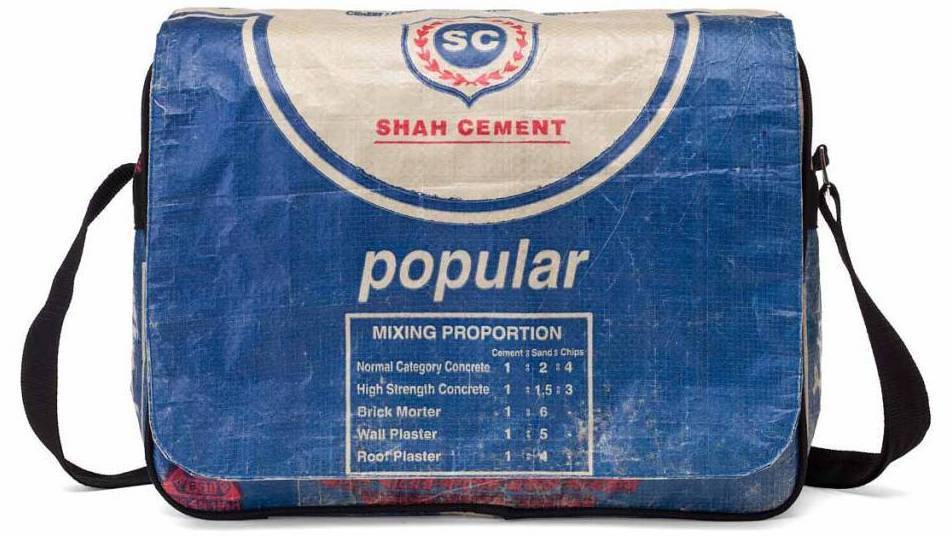 SC
SHAH CEMENT
popular
MIXING PROPORTION
Cement : Sand : Chips
Normal Category Concrete 1 : 2 : 4
High Strength Concrete 1 : 1.5 : 3
Brick Morter 1 : 6 -
Wall Plaster 1 : 5 -
Roof Plaster 1 : 4 -